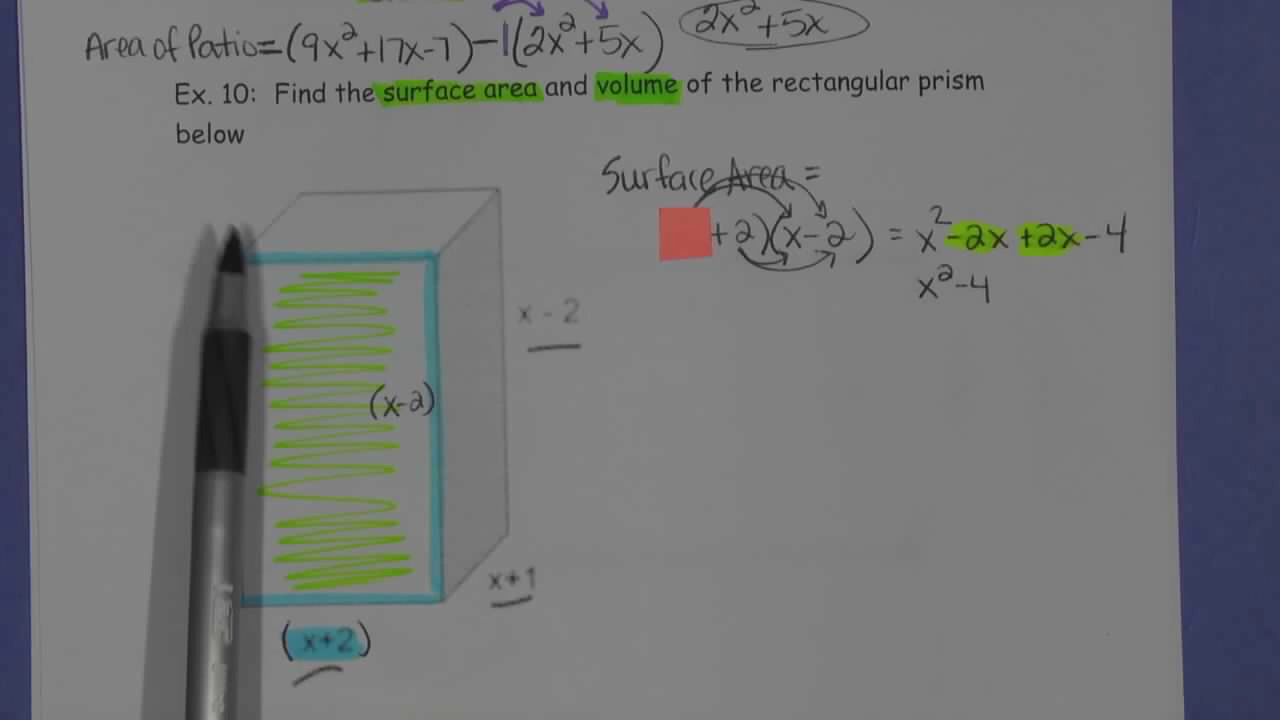 2x²+5x
Area of Patio=(9x²+17x-7)-1(2x²+5x)
Ex. 10: Find the surface area and volume of the rectangular prism
below
Surface Area =
+2)(x-2) = x²-2x+2x-4
x²-4
x - 2
(x-2)
x+1
(x+2)